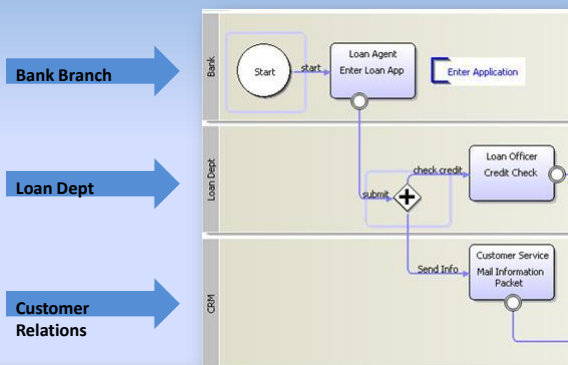 Bank Branch
Bank
Start
start
Loan Agent
Enter Loan App
Enter Application
Loan Dept
Loan Dept
submit
check credit
Loan Officer
Credit Check
Customer
Relations
CRM
Send Info
Customer Service
Mail Information
Packet